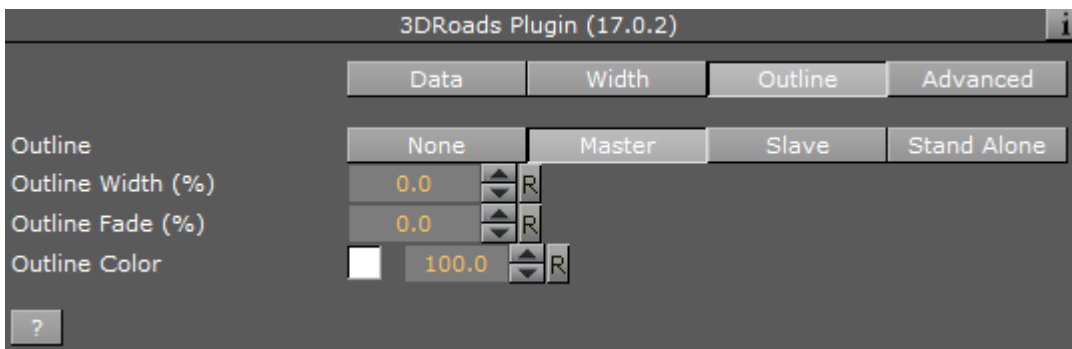 3DRoads Plugin (17.0.2) i
Data Width Outline Advanced
Outline None Master Slave Stand Alone
Outline Width (%) 0.0 R
Outline Fade (%) 0.0 R
Outline Color 100.0 R
?